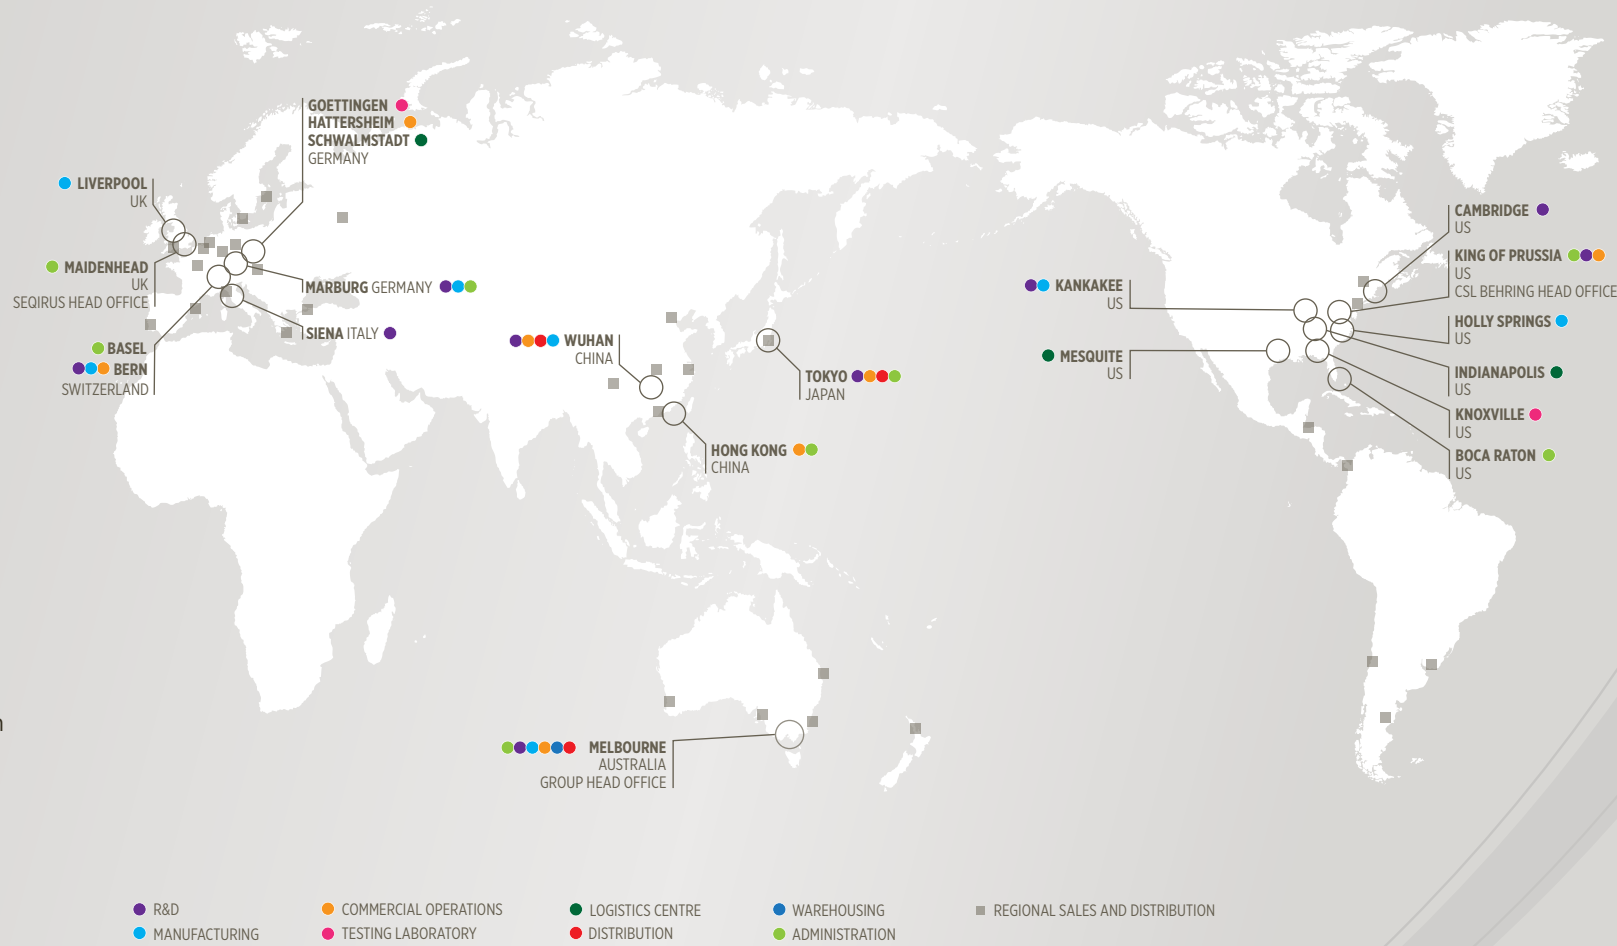 GOETTINGEN
HATTERSHEIM
SCHWALMSTADT
GERMANY
LIVERPOOL
UK
MAIDENHEAD
UK
SEQIRUS HEAD OFFICE
MARBURG GERMANY
SIENA ITALY
BASEL
BERN
SWITZERLAND
WUHAN
CHINA
TOKYO
JAPAN
HONG KONG
CHINA
MELBOURNE
AUSTRALIA
GROUP HEAD OFFICE
KANKAKEE
US
MESQUITE
US
CAMBRIDGE
US
KING OF PRUSSIA
US
CSL BEHRING HEAD OFFICE
HOLLY SPRINGS
US
INDIANAPOLIS
US
KNOXVILLE
US
BOCA RATON
US
R&D
COMMERCIAL OPERATIONS
LOGISTICS CENTRE
WAREHOUSING
REGIONAL SALES AND DISTRIBUTION
MANUFACTURING
TESTING LABORATORY
DISTRIBUTION
ADMINISTRATION